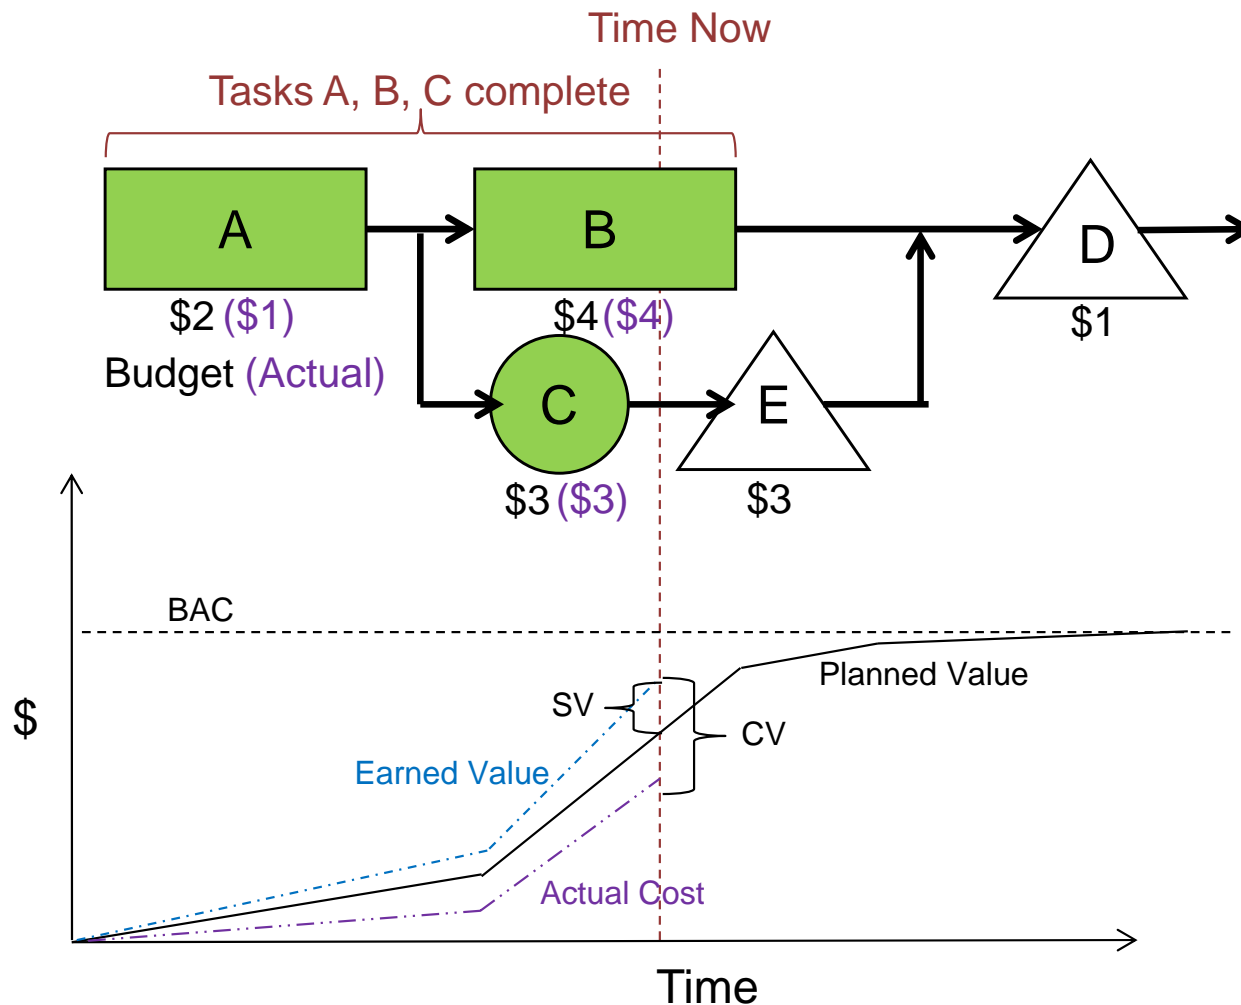 Time Now
Tasks A, B, C complete
A
B
D
$2 ($1)
$4 ($4)
$1
Budget (Actual)
C
E
$3 ($3)
$3
BAC
Planned Value
SV
CV
$
Earned Value
Actual Cost
Time